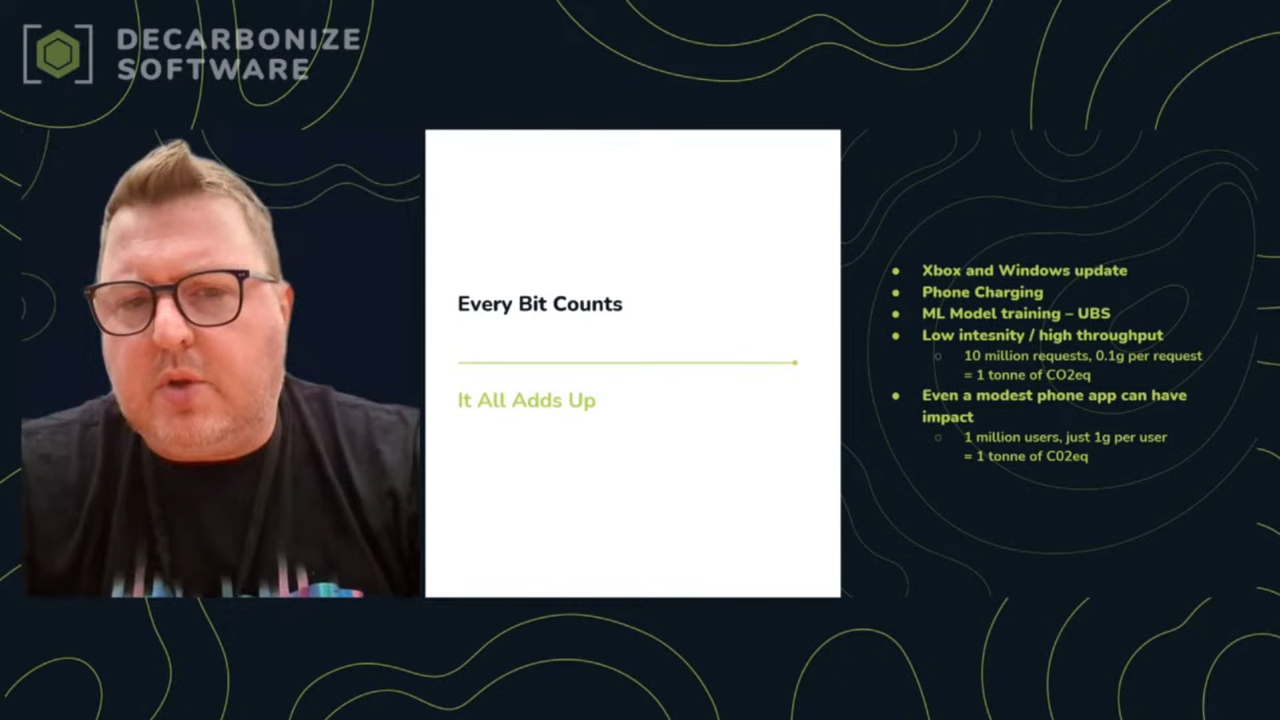 DECARBONIZE
SOFTWARE
Every Bit Counts
It All Adds Up
● Xbox and Windows update
● Phone Charging
● ML Model training – UBS
● Low intesnity / high throughput
○ 10 million requests, 0.1g per request
= 1 tonne of CO2eq
● Even a modest phone app can have
impact
○ 1 million users, just 1g per user
= 1 tonne of C02eq